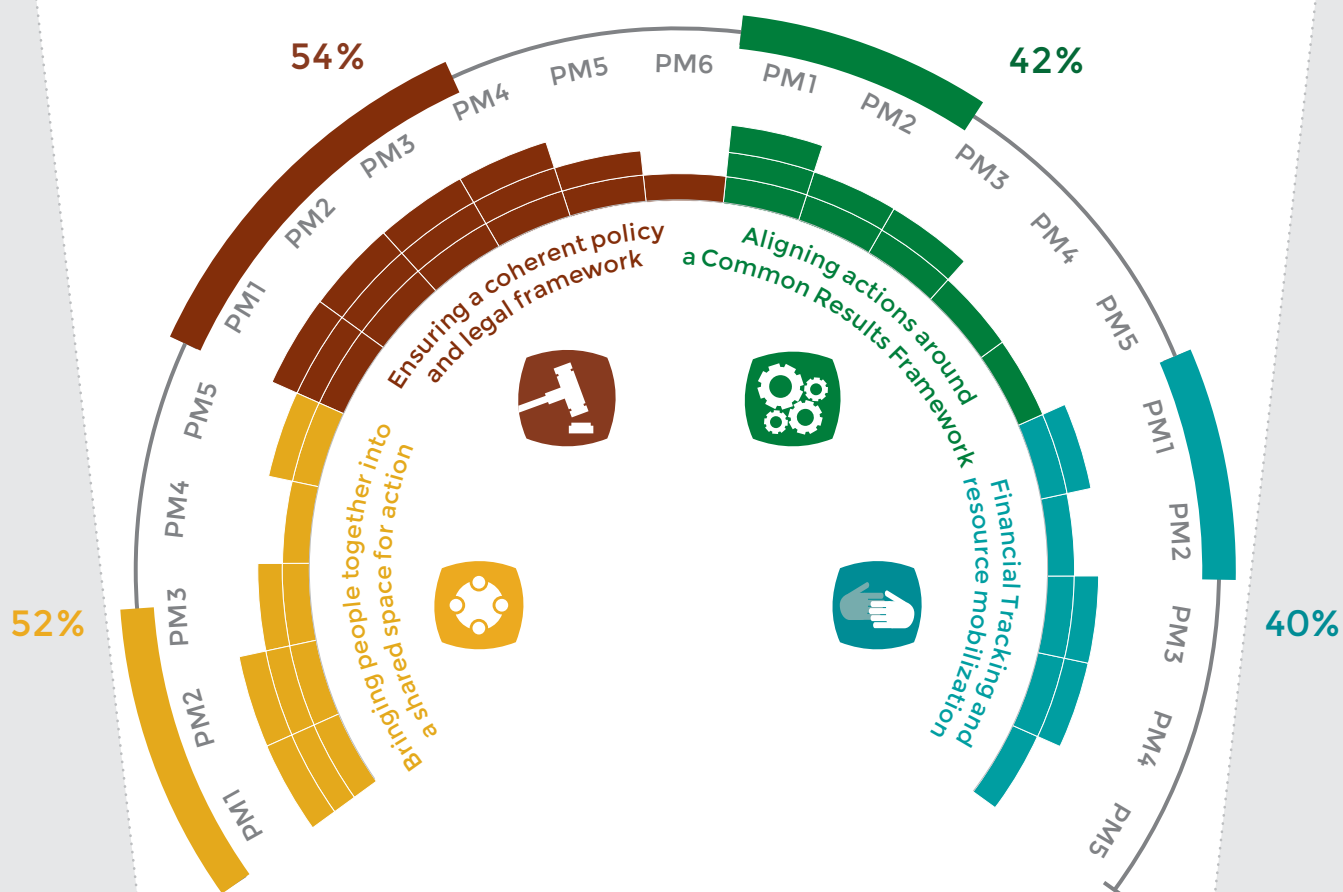 54%
42%
52%
40%
PM1
PM2
PM3
PM4
PM5
PM1
PM2
PM3
PM4
PM5
PM6
PM1
PM2
PM3
PM4
PM5
PM1
PM2
PM3
PM4
PM5
Bringing people together into
a shared space for action
Ensuring a coherent policy
and legal framework
Aligning actions around
a Common Results Framework
Financial Tracking and
resource mobilization